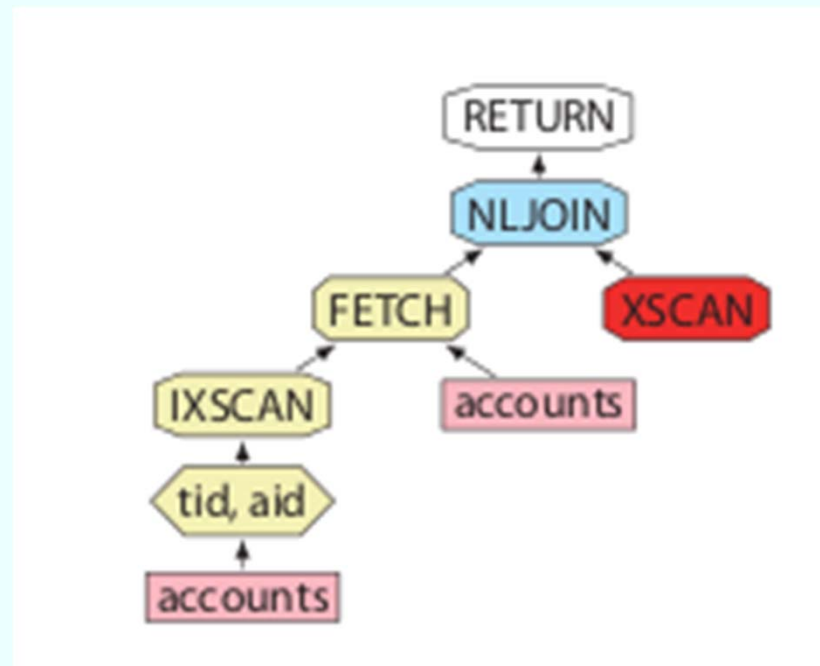 RETURN
NLJOIN
FETCH
XSCAN
IXSCAN
accounts
tid, aid
accounts